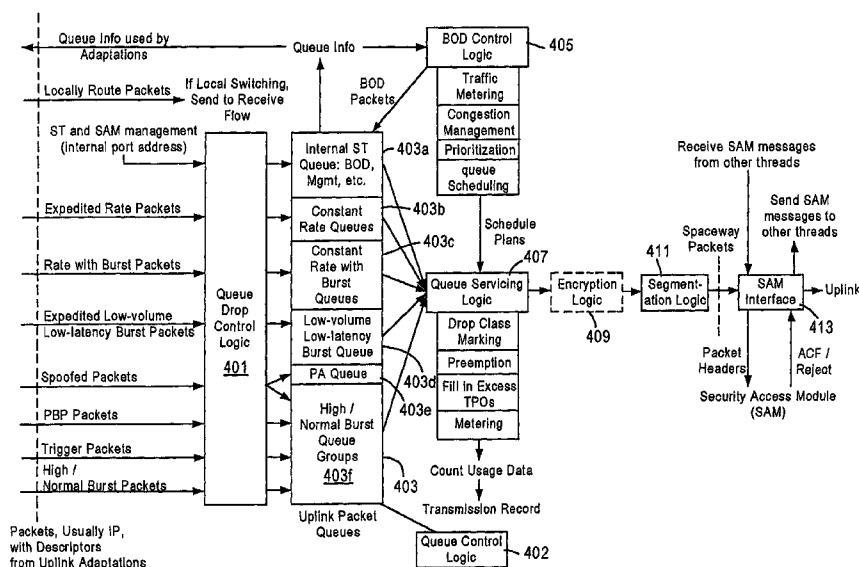 Queue Info used by
Adaptations
Queue Info
BOD Control
Logic
405
Locally Route Packets
If Local Switching,
Send to Receive
Flow
BOD
Packets
Traffic
Metering
Congestion
Management
Prioritization
queue
Scheduling
ST and SAM management
(internal port address)
Internal ST
Queue: BOD,
Mgmt, etc.
403a
Receive SAM messages
from other threads
Send SAM
messages to
other threads
Expedited Rate Packets
Constant
Rate Queues
403b
403c
Schedule
Plans
407
Spaceway
Packets
411
Rate with Burst Packets
Queue
Drop
Control
Logic
401
Constant
Rate with
Burst
Queues
Queue Servicing
Logic
Encryption
Logic
409
Segment-
ation Logic
SAM
Interface
413
Uplink
Expedited Low-volume
Low-latency Burst Packets
Low-volume
Low-latency
Burst Queue
403d
Drop Class
Marking
Preemption
Fill in Excess
TPOs
Metering
Packet
Headers
ACF /
Reject
Security Access Module
(SAM)
Spoofed Packets
PA Queue
403e
PBP Packets
High /
Normal Burst
Queue
Groups
403f
403
Trigger Packets
High /
Normal Burst Packets
Count Usage Data
Transmission Record
Uplink Packet
Queues
Queue Control
Logic
402
Packets, Usually IP,
with Descriptors
from Uplink Adaptations